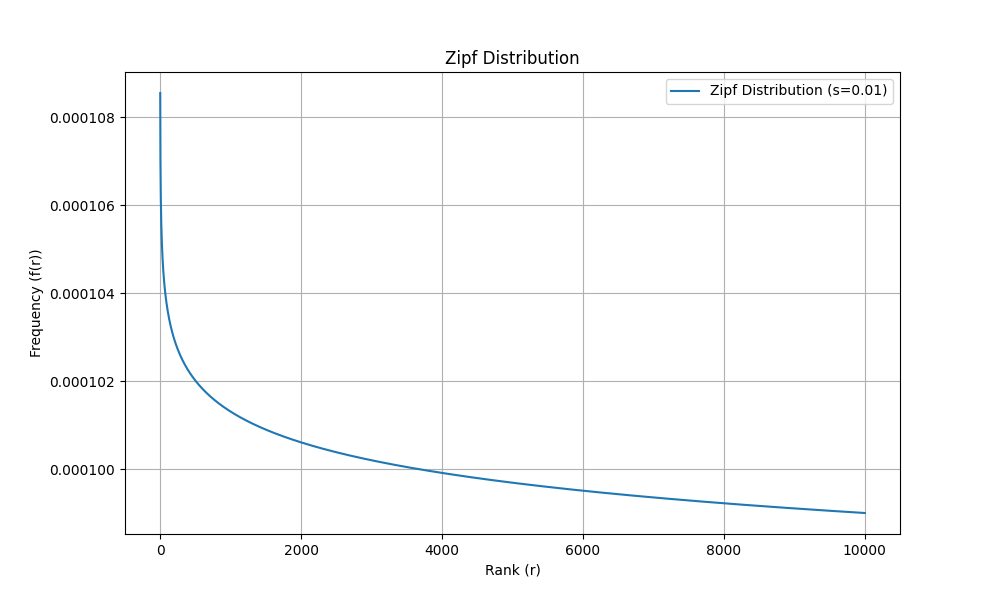 Zipf Distribution
Zipf Distribution (s=0.01)
0.000108
0.000106
0.000104
0.000102
0.000100
Frequency (f(r))
0 2000 4000 6000 8000 10000
Rank (r)